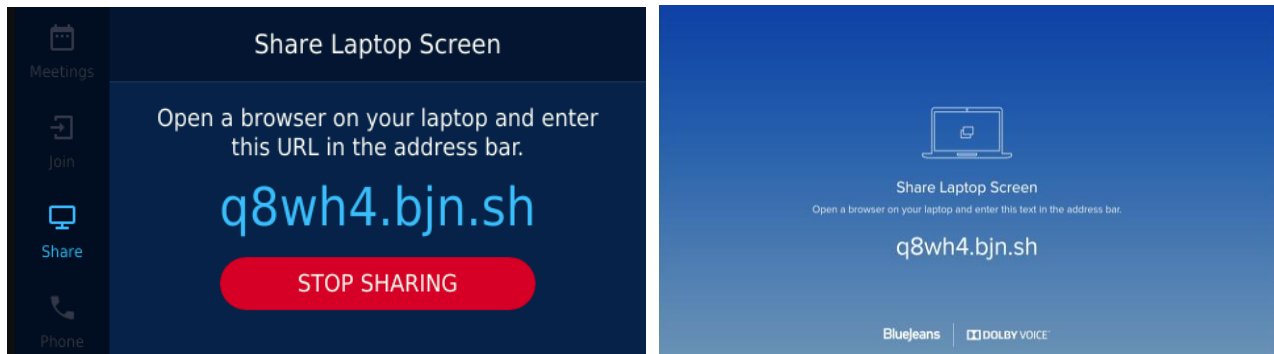 Meetings
Join
Share
Phone
Share Laptop Screen
Open a browser on your laptop and enter
this URL in the address bar.
q8wh4.bjn.sh
STOP SHARING
Share Laptop Screen
Open a browser on your laptop and enter this text in the address bar.
q8wh4.bjn.sh
BlueJeans DOLBY VOICE